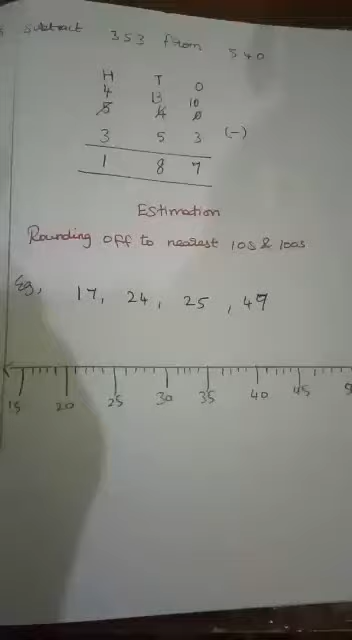 Subtract 353 from 540
H T O
4 13 10
5 4 0
3 5 3 (-)
1 8 7
Estimation
Rounding off to nearest 10s & 100s
Eg, 17, 24, 25, 49
15 20 25 30 35 40 45